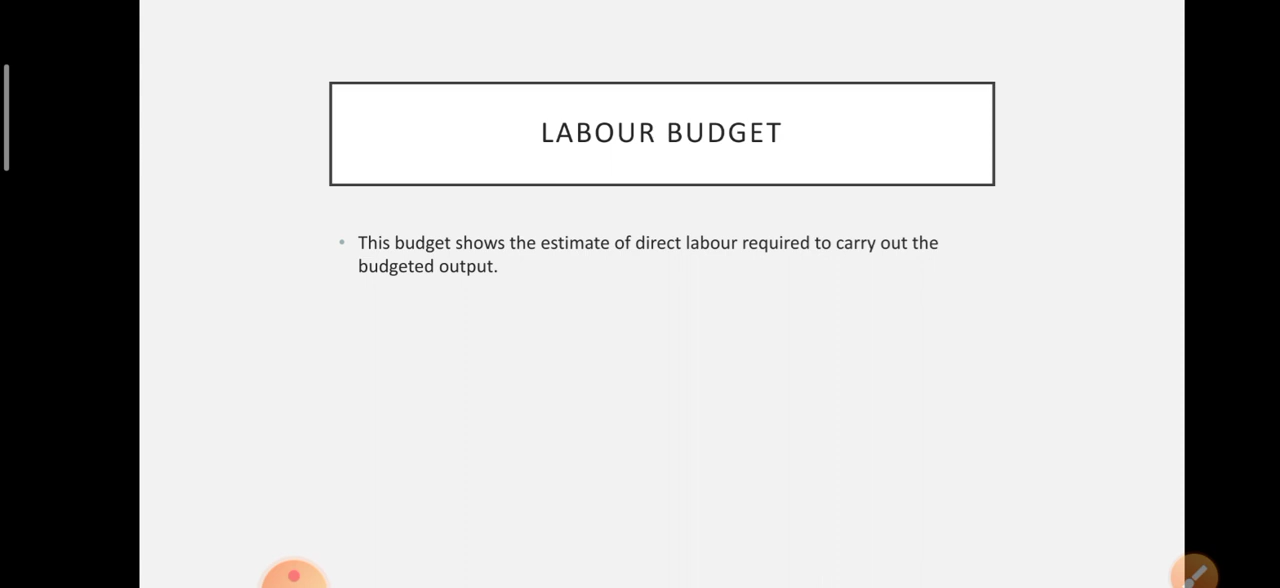 LABOUR BUDGET
• This budget shows the estimate of direct labour required to carry out the
budgeted output.